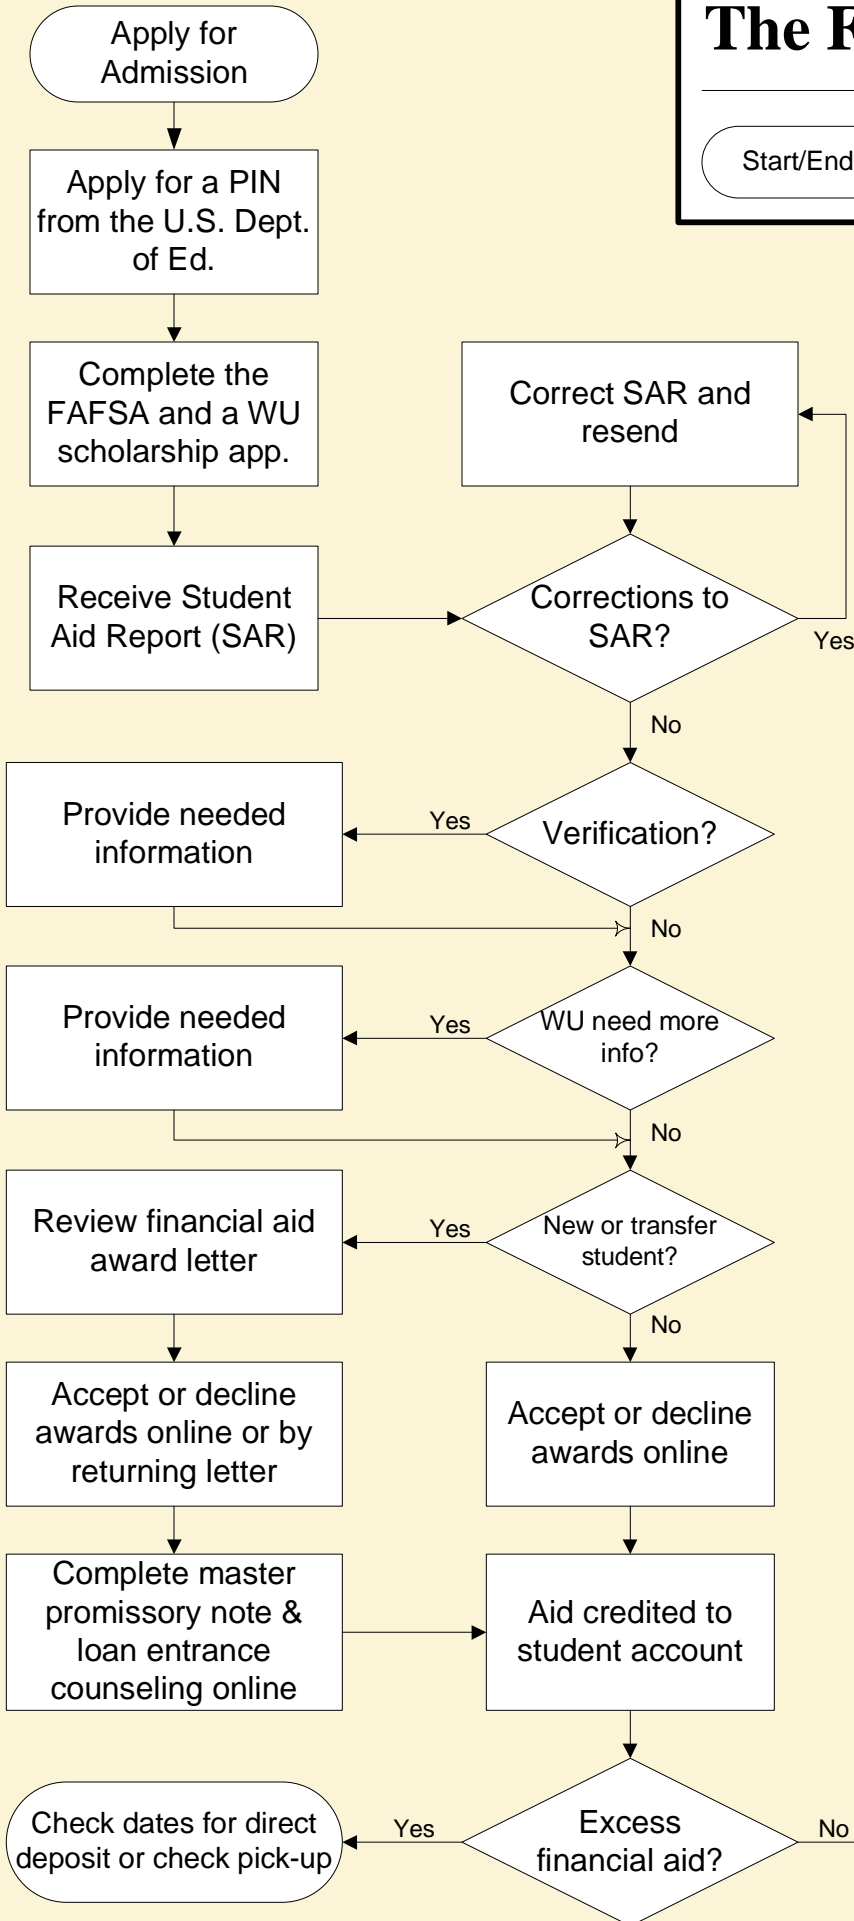 Apply for
Admission
The
Start/End
Apply for a PIN
from the U.S. Dept.
of Ed.
Complete the
FAFSA and a WU
scholarship app.
Correct SAR and
resend
Receive Student
Aid Report (SAR)
Corrections to
SAR?
Yes
No
Provide needed
information
Yes
Verification?
No
Provide needed
information
Yes
WU need more
info?
No
Review financial aid
award letter
Yes
New or transfer
student?
No
Accept or decline
awards online or by
returning letter
Accept or decline
awards online
Complete master
promissory note &
loan entrance
counseling online
Aid credited to
student account
Check dates for direct
deposit or check pick-up
Yes
Excess
financial aid?
No